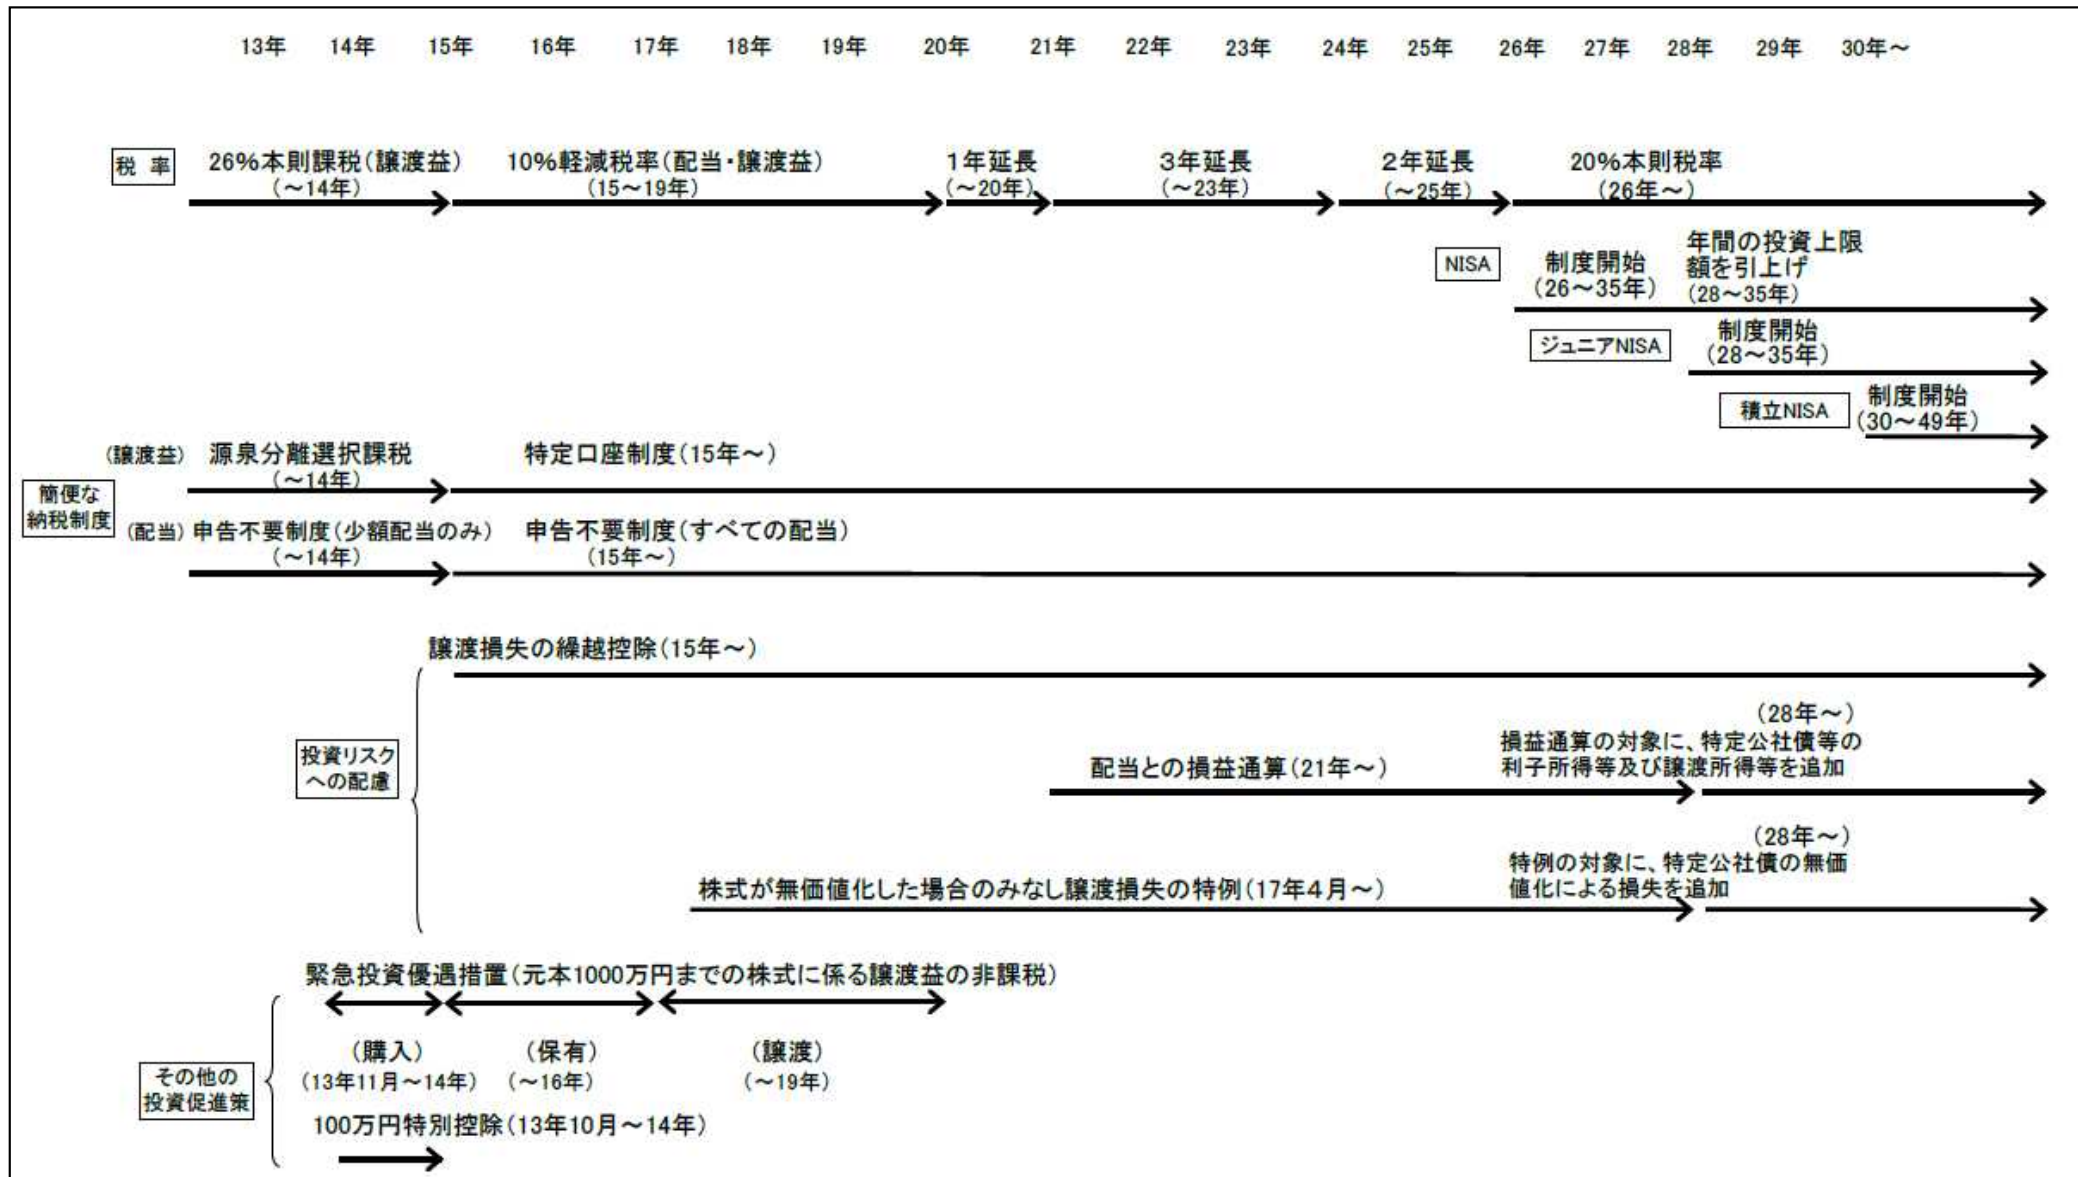 13年 14年 15年 16年 17年 18年 19年 20年 21年 22年 23年 24年 25年 26年 27年 28年 29年 30年～
税 率
26%本則課税(譲渡益)
(～14年)
10%軽減税率(配当・譲渡益)
(15～19年)
1年延長
(～20年)
3年延長
(～23年)
2年延長
(～25年)
20%本則税率
(26年～)
NISA
制度開始
(26～35年)
年間の投資上限
額を引上げ
(28～35年)
ジュニアNISA
制度開始
(28～35年)
積立NISA
制度開始
(30～49年)
簡便な
納税制度
(譲渡益)
源泉分離選択課税
(～14年)
特定口座制度(15年～)
(配当)
申告不要制度(少額配当のみ)
(～14年)
申告不要制度(すべての配当)
(15年～)
投資リスク
への配慮
譲渡損失の繰越控除(15年～)
配当との損益通算(21年～)
(28年～)
損益通算の対象に、特定公社債等の
利子所得等及び譲渡所得等を追加
株式が無価値化した場合のみなし譲渡損失の特例(17年4月～)
(28年～)
特例の対象に、特定公社債の無価
値化による損失を追加
その他の
投資促進策
緊急投資優遇措置(元本1000万円までの株式に係る譲渡益の非課税)
(購入)
(13年11月～14年)
(保有)
(～16年)
(譲渡)
(～19年)
100万円特別控除(13年10月～14年)